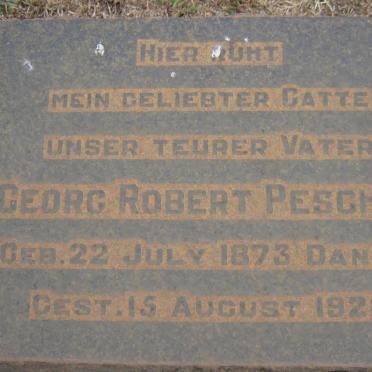 HIER RUHT
MEIN GELIEBTER GATTE
UNSER TEURER VATER
GEORG ROBERT PESCH
GEB. 22 JULY 1873 DAN
GEST. 15 AUGUST 192